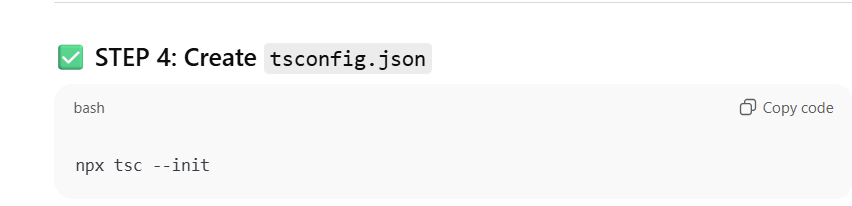 ✅ STEP 4: Create tsconfig.json
bash
Copy code
npx tsc --init